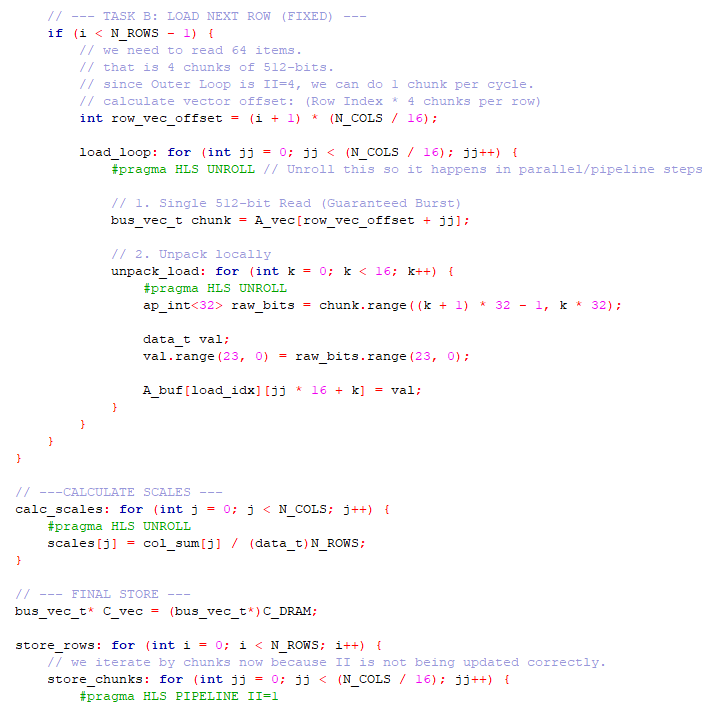 // --- TASK B: LOAD NEXT ROW (FIXED) ---
if (i < N_ROWS - 1) {
// we need to read 64 items.
// that is 4 chunks of 512-bits.
// since Outer Loop is II=4, we can do 1 chunk per cycle.
// calculate vector offset: (Row Index * 4 chunks per row)
int row_vec_offset = (i + 1) * (N_COLS / 16);
load_loop: for (int jj = 0; jj < (N_COLS / 16); jj++) {
#pragma HLS UNROLL // Unroll this so it happens in parallel/pipeline steps
// 1. Single 512-bit Read (Guaranteed Burst)
bus_vec_t chunk = A_vec[row_vec_offset + jj];
// 2. Unpack locally
unpack_load: for (int k = 0; k < 16; k++) {
#pragma HLS UNROLL
ap_int<32> raw_bits = chunk.range((k + 1) * 32 - 1, k * 32);
data_t val;
val.range(23, 0) = raw_bits.range(23, 0);
A_buf[load_idx][jj * 16 + k] = val;
}
}
}
}
// ---CALCULATE SCALES ---
calc_scales: for (int j = 0; j < N_COLS; j++) {
#pragma HLS UNROLL
scales[j] = col_sum[j] / (data_t)N_ROWS;
}
// --- FINAL STORE ---
bus_vec_t* C_vec = (bus_vec_t*)C_DRAM;
store_rows: for (int i = 0; i < N_ROWS; i++) {
// we iterate by chunks now because II is not being updated correctly.
store_chunks: for (int jj = 0; jj < (N_COLS / 16); jj++) {
#pragma HLS PIPELINE II=1